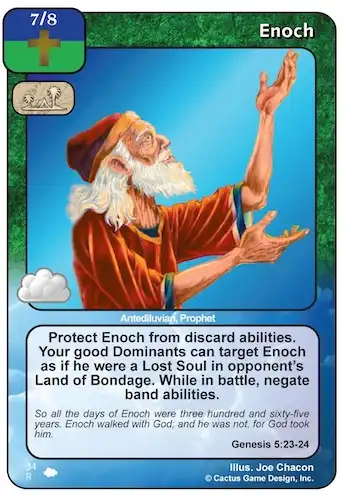 7/8
Enoch
Antediluvian, Prophet
Protect Enoch from discard abilities.
Your good Dominants can target Enoch
as if he were a Lost Soul in opponent’s
Land of Bondage. While in battle, negate
band abilities.
So all the days of Enoch were three hundred and sixty-five
years. Enoch walked with God; and he was not, for God took
him.
Genesis 5:23-24
34
R
Illus. Joe Chacon
© Cactus Game Design, Inc.